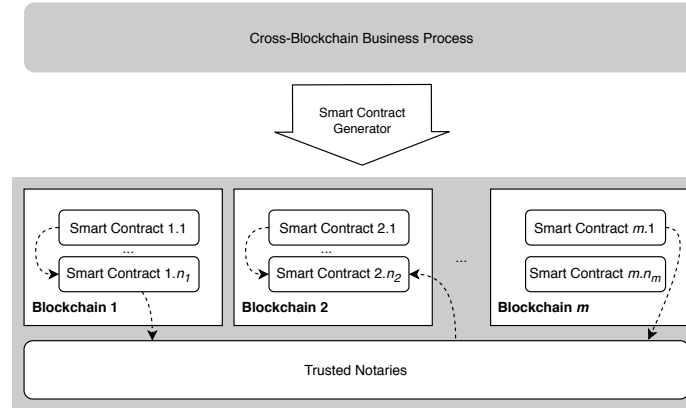 Cross-Blockchain Business Process
Smart Contract
Generator
Smart Contract 1.1
...
Smart Contract 1.n1
Blockchain 1
Smart Contract 2.1
...
Smart Contract 2.n2
Blockchain 2
...
Smart Contract m.1
Smart Contract m.nm
Blockchain m
Trusted Notaries